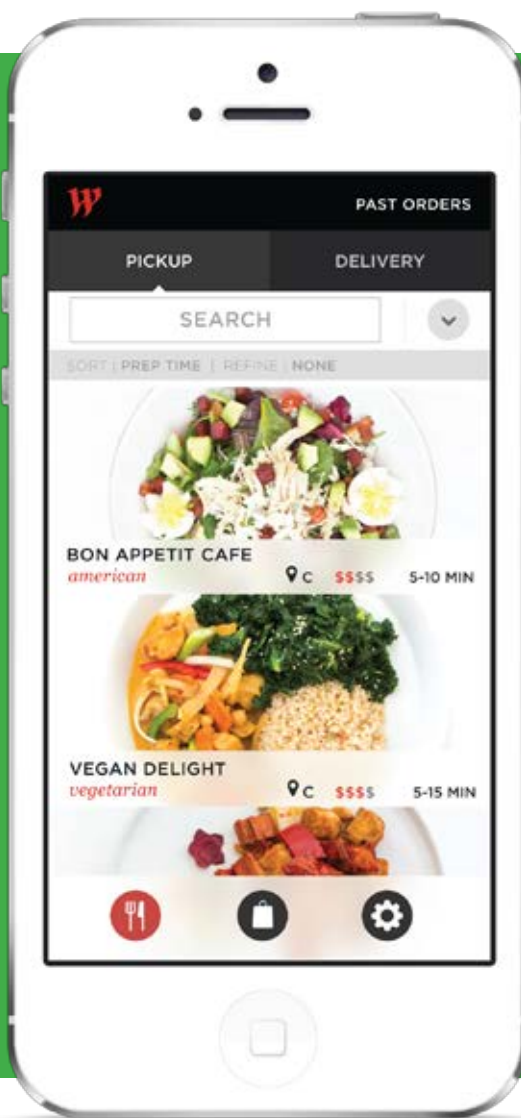 W
PAST ORDERS
PICKUP DELIVERY
SEARCH
SORT | PREP TIME | REFINE | NONE
BON APPETIT CAFE
american C $$$$ 5-10 MIN
VEGAN DELIGHT
vegetarian C $$$$ 5-15 MIN